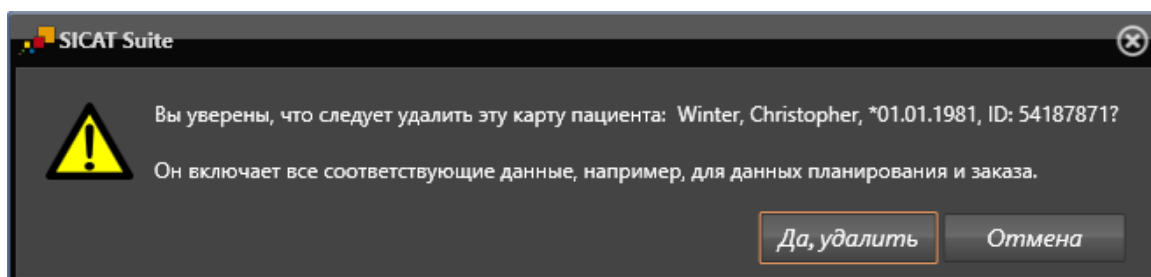 SICAT Suite
Вы уверены, что следует удалить эту карту пациента:  Winter, Christopher, *01.01.1981, ID: 54187871?
Он включает все соответствующие данные, например, для данных планирования и заказа.
Да, удалить
Отмена